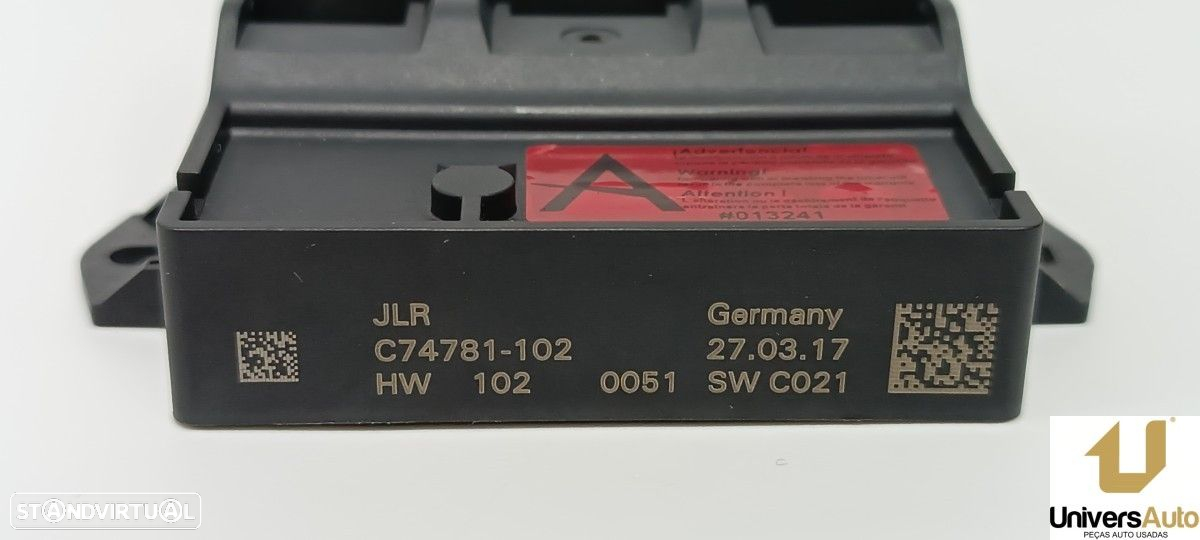 ¡Advertencia!
Warning!
Attention !
#013241
JLR
C74781-102
HW 102 0051
Germany
27.03.17
SW C021
STANDVIRTUAL
UniversAuto
PEÇAS AUTO USADAS